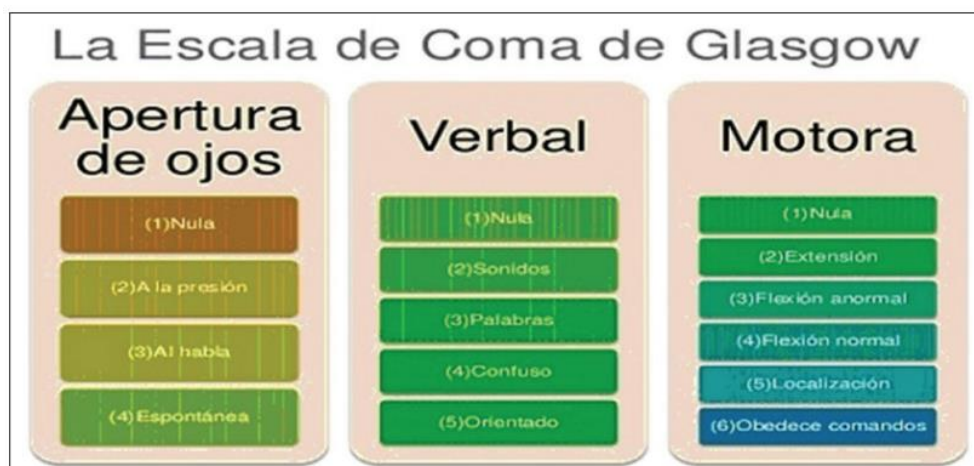 La Escala de Coma de Glasgow
Apertura
de ojos
(1)Nula
(2)A la presión
(3)Al habla
(4)Espontánea
Verbal
(1)Nula
(2)Sonidos
(3)Palabras
(4)Confuso
(5)Orientado
Motora
(1)Nula
(2)Extensión
(3)Flexión anormal
(4)Flexión normal
(5)Localización
(6)Obedece comandos